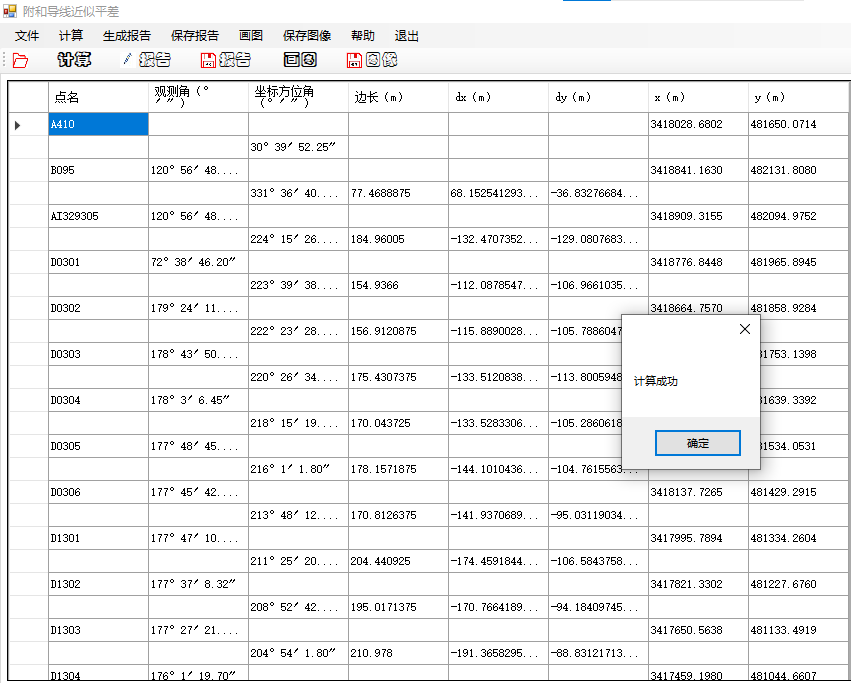 附和导线近似平差
文件 计算 生成报告 保存报告 画图 保存图像 帮助 退出
计算 报告 报告 画图 图像
点名 观测角（° ′″） 坐标方位角（°′″） 边长（m） dx（m） dy（m） x（m） y（m）
A410 3418028.6802 481650.0714
30° 39′ 52.25″
B095 120° 56′ 48.... 3418841.1630 482131.8080
331° 36′ 40.... 77.4688875 68.152541293... -36.83276684...
AI329305 120° 56′ 48.... 3418909.3155 482094.9752
224° 15′ 26.... 184.96005 -132.4707352... -129.0807683...
D0301 72° 38′ 46.20″ 3418776.8448 481965.8945
223° 39′ 38.... 154.9366 -112.0878547... -106.9661035...
D0302 179° 24′ 11.... 3418664.7570 481858.9284
222° 23′ 28.... 156.9120875 -115.8890028... -105.7886047
D0303 178° 43′ 50.... 81753.1398
220° 26′ 34.... 175.4307375 -133.5120838... -113.8005948
D0304 178° 3′ 6.45″ 81639.3392
218° 15′ 19.... 170.043725 -133.5283306... -105.2860618
D0305 177° 48′ 45.... 81534.0531
216° 1′ 1.80″ 178.1571875 -144.1010436... -104.7615563...
D0306 177° 45′ 42.... 3418137.7265 481429.2915
213° 48′ 12.... 170.8126375 -141.9370689... -95.03119034...
D1301 177° 47′ 10.... 3417995.7894 481334.2604
211° 25′ 20.... 204.440925 -174.4591844... -106.5843758...
D1302 177° 37′ 8.32″ 3417821.3302 481227.6760
208° 52′ 42.... 195.0171375 -170.7664189... -94.18409745...
D1303 177° 27′ 21.... 3417650.5638 481133.4919
204° 54′ 1.80″ 210.978 -191.3658295... -88.83121713...
D1304 176° 1′ 19.70″ 3417459.1980 481044.6607
计算成功
确定